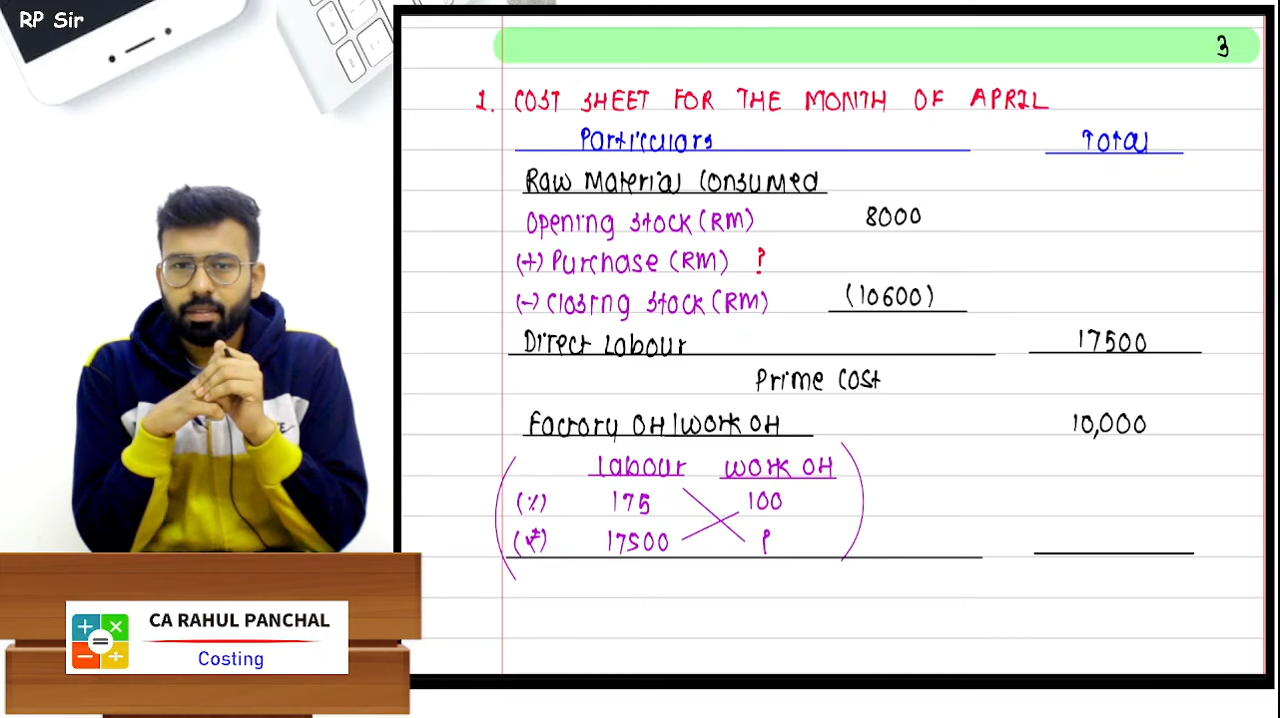 RP Sir
3
1. COST SHEET FOR THE MONTH OF APRIL
Particulars Total
Raw Material Consumed
Opening Stock (RM) 8000
(+) Purchase (RM) ?
(-) Closing Stock (RM) (10600)
Direct Labour 17500
Prime Cost
Factory OH/Work OH 10,000
Labour Work OH
(%) 175 100
(₹) 17500 ?
CA RAHUL PANCHAL
Costing